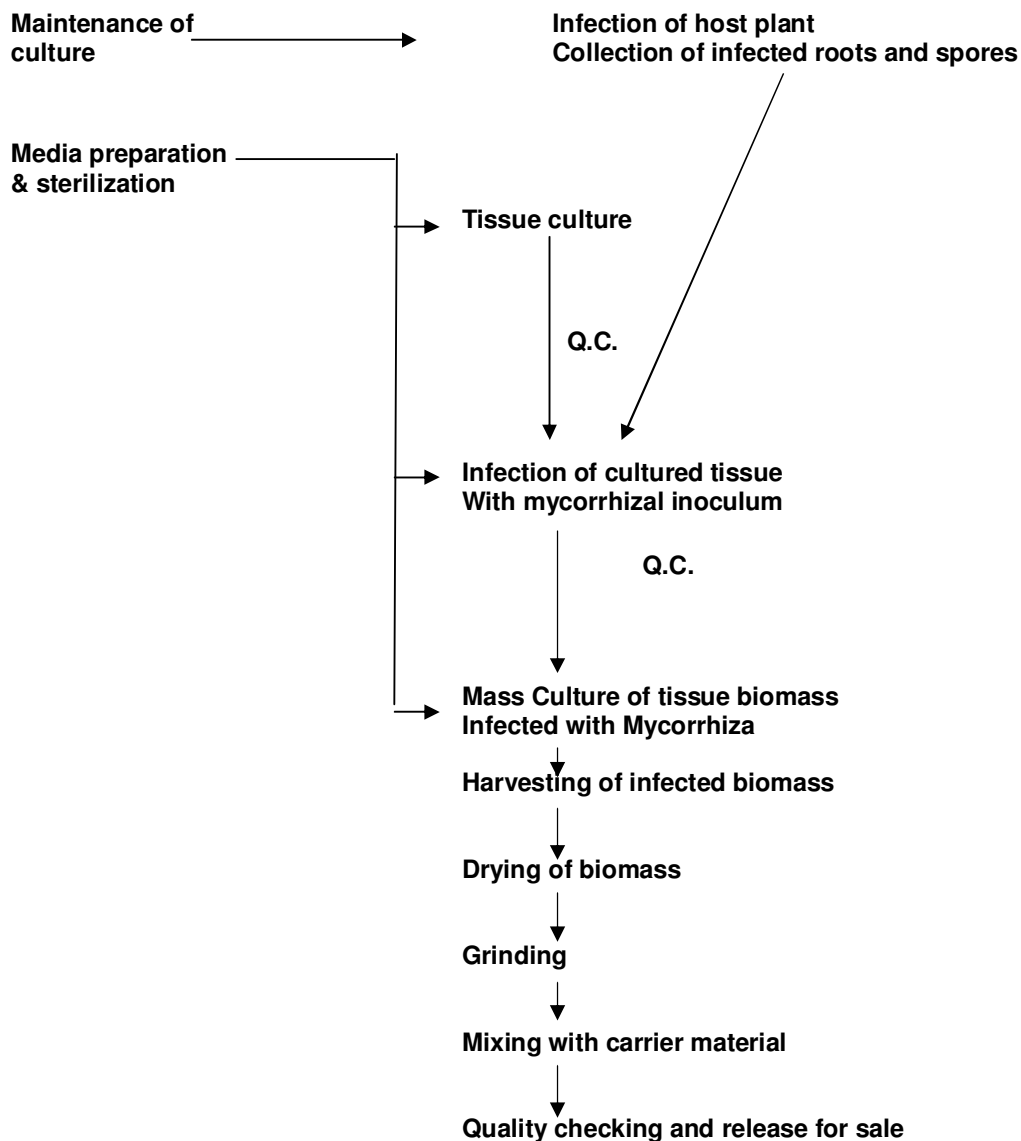 Maintenance of
culture
Infection of host plant
Collection of infected roots and spores
Media preparation
& sterilization
Tissue culture
Q.C.
Infection of cultured tissue
With mycorrhizal inoculum
Q.C.
Mass Culture of tissue biomass
Infected with Mycorrhiza
Harvesting of infected biomass
Drying of biomass
Grinding
Mixing with carrier material
Quality checking and release for sale